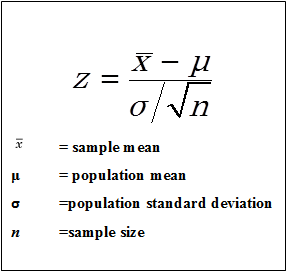 z = (x̄ − μ) / (σ/√n)
x̄ = sample mean
μ = population mean
σ =population standard deviation
n =sample size